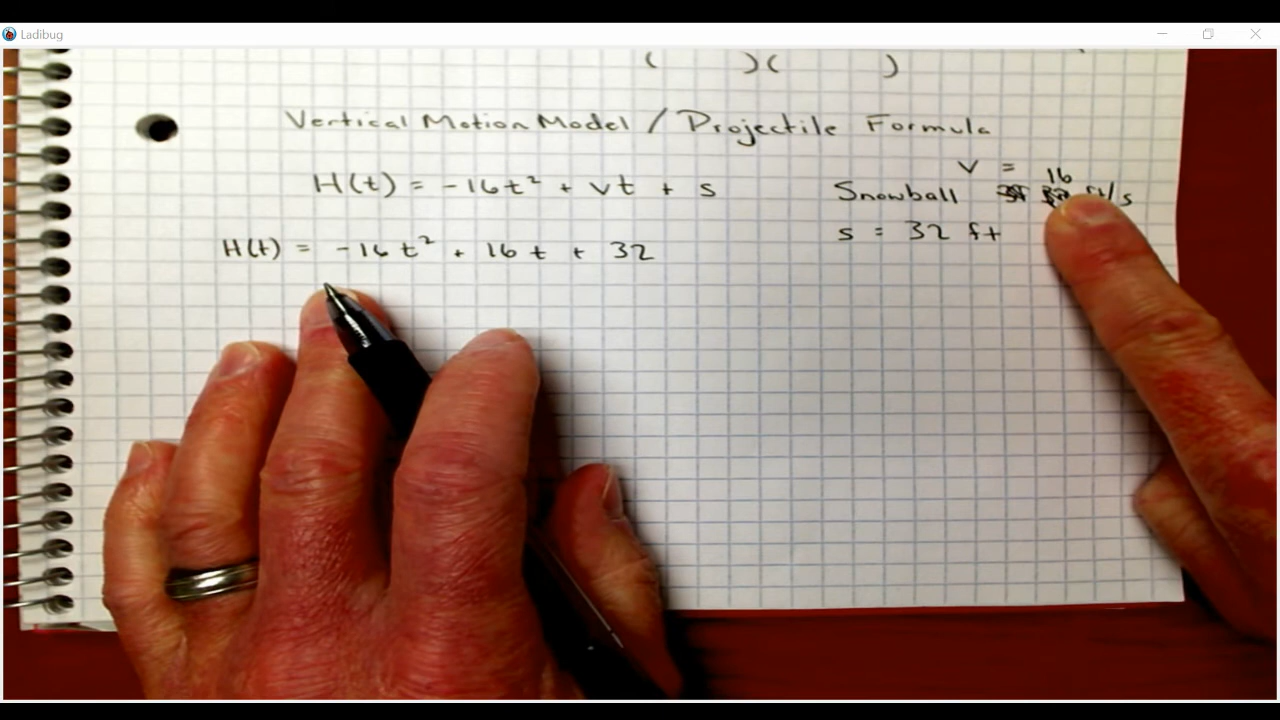 Ladibug
( )( )
Vertical Motion Model / Projectile Formula
V = 16
H(t) = -16t² + vt + s
Snowball ft/s
s = 32 ft
H(t) = -16t² + 16t + 32